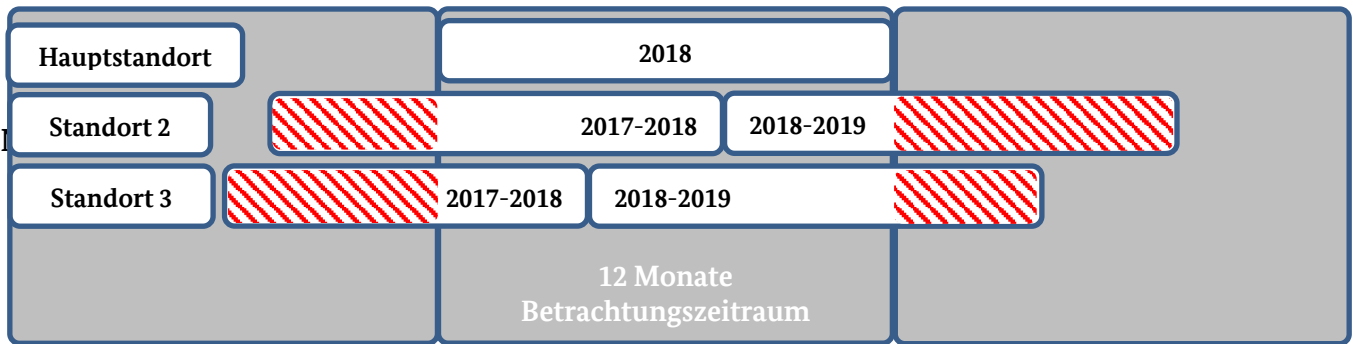 Hauptstandort
2018
Standort 2
2017-2018
2018-2019
Standort 3
2017-2018
2018-2019
12 Monate
Betrachtungszeitraum